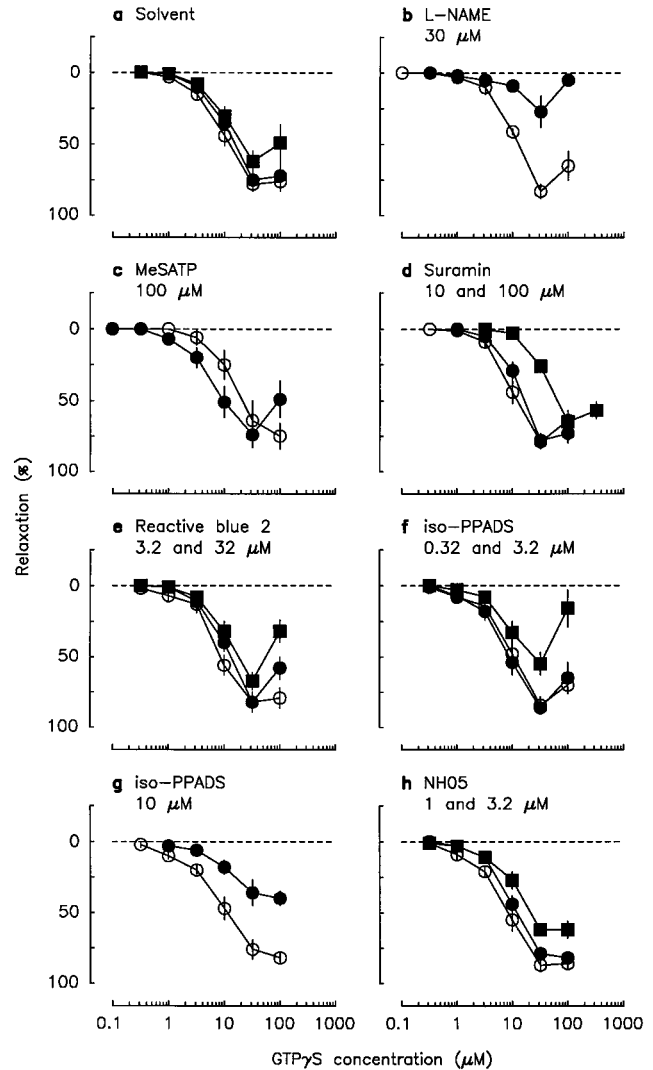 a Solvent
b L-NAME
30 μM
0
50
100
c MeSATP
100 μM
d Suramin
10 and 100 μM
0
50
100
e Reactive blue 2
3.2 and 32 μM
f iso-PPADS
0.32 and 3.2 μM
0
50
100
g iso-PPADS
10 μM
h NH05
1 and 3.2 μM
0
50
100
Relaxation (%)
0.1 1 10 100 1000
0.1 1 10 100 1000
GTPγS concentration (μM)